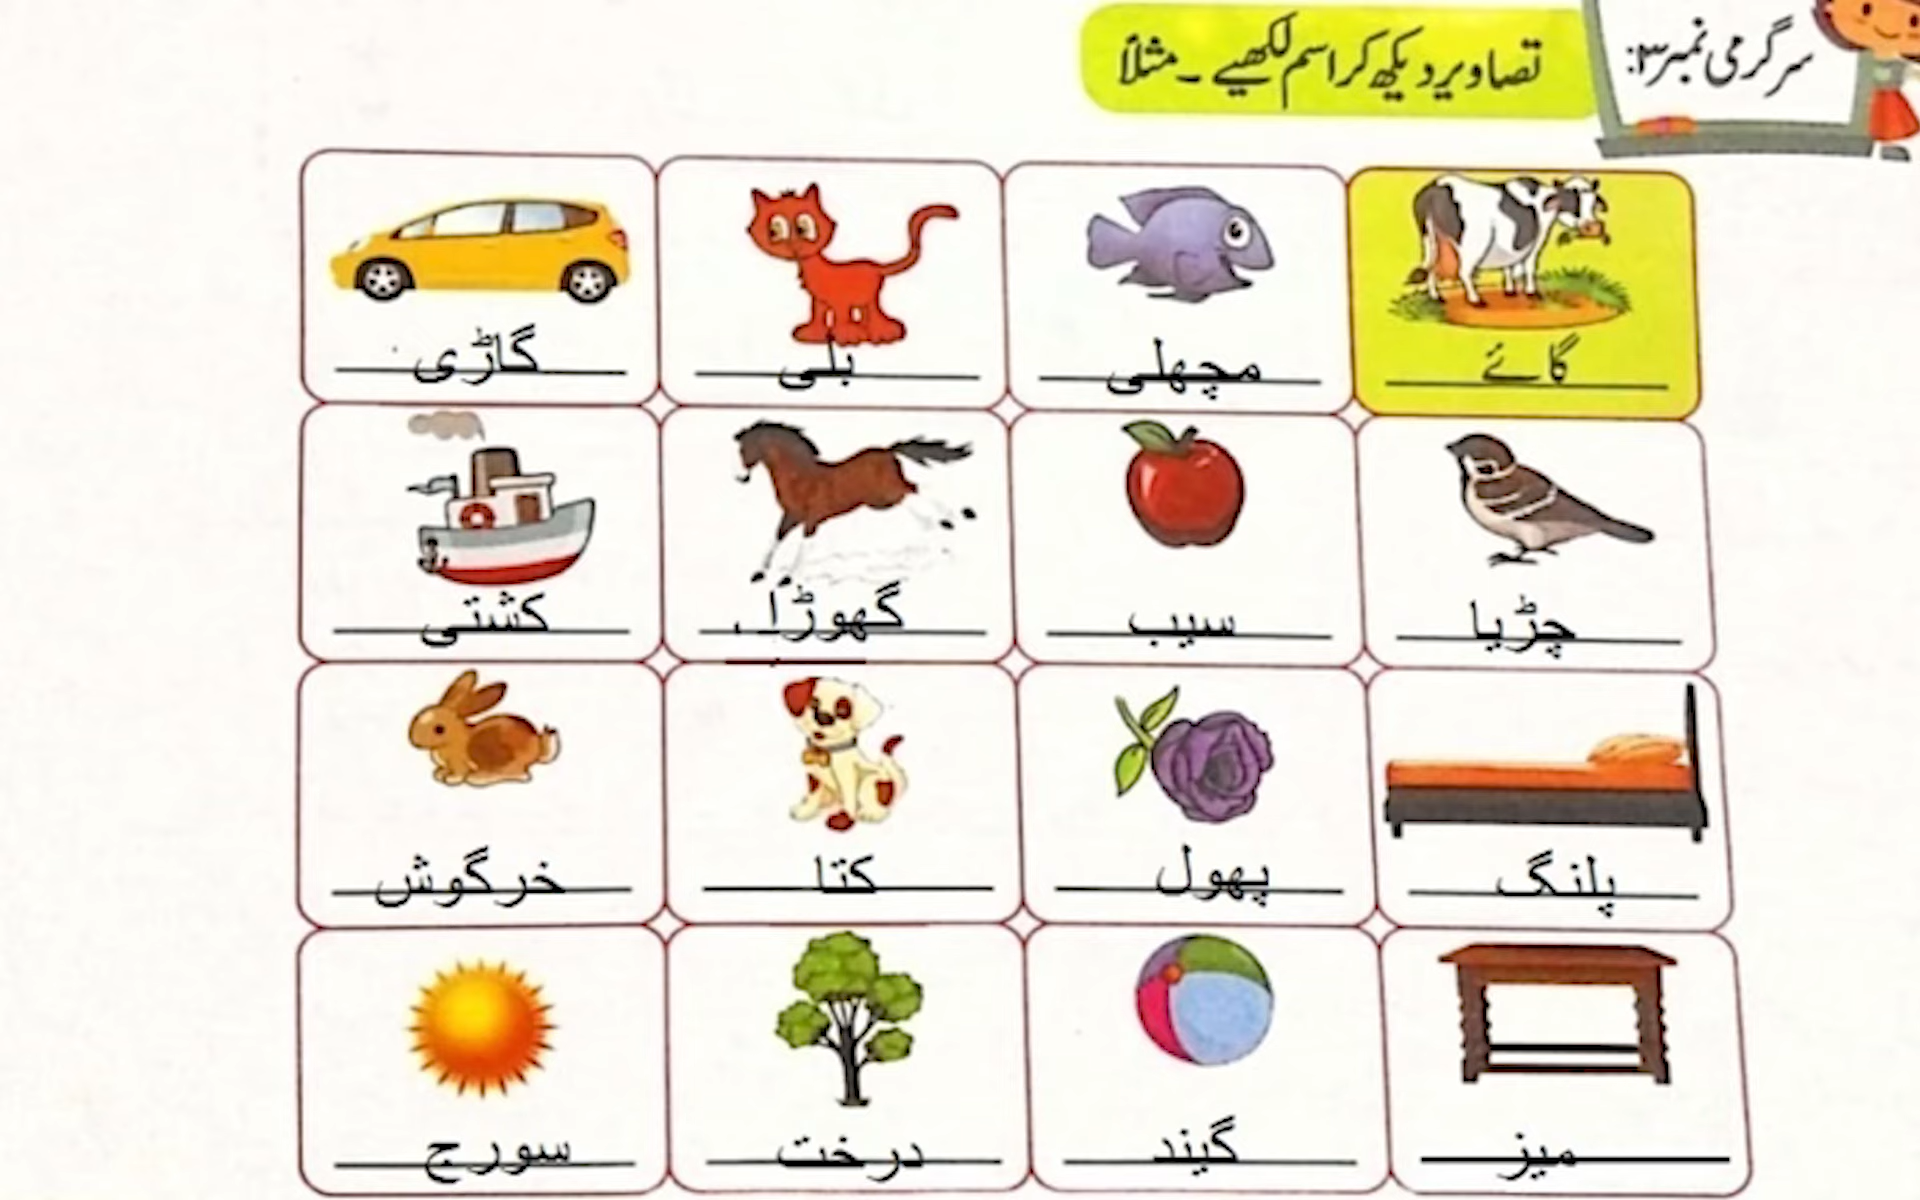 سرگرمی نمبر ۳:
تصاویر دیکھ کر اسم لکھیے ۔ مثلاً
گائے
مچھلی
بلی
گاڑی
چڑیا
سیب
گھوڑا
کشتی
پلنگ
پھول
کتا
خرگوش
میز
گیند
درخت
سورج